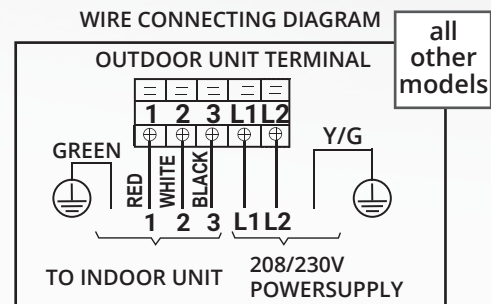 WIRE CONNECTING DIAGRAM
all
other
models
OUTDOOR UNIT TERMINAL
1 2 3 L1 L2
GREEN
Y/G
RED
WHITE
BLACK
1 2 3 L1 L2
TO INDOOR UNIT
208/230V
POWERSUPPLY